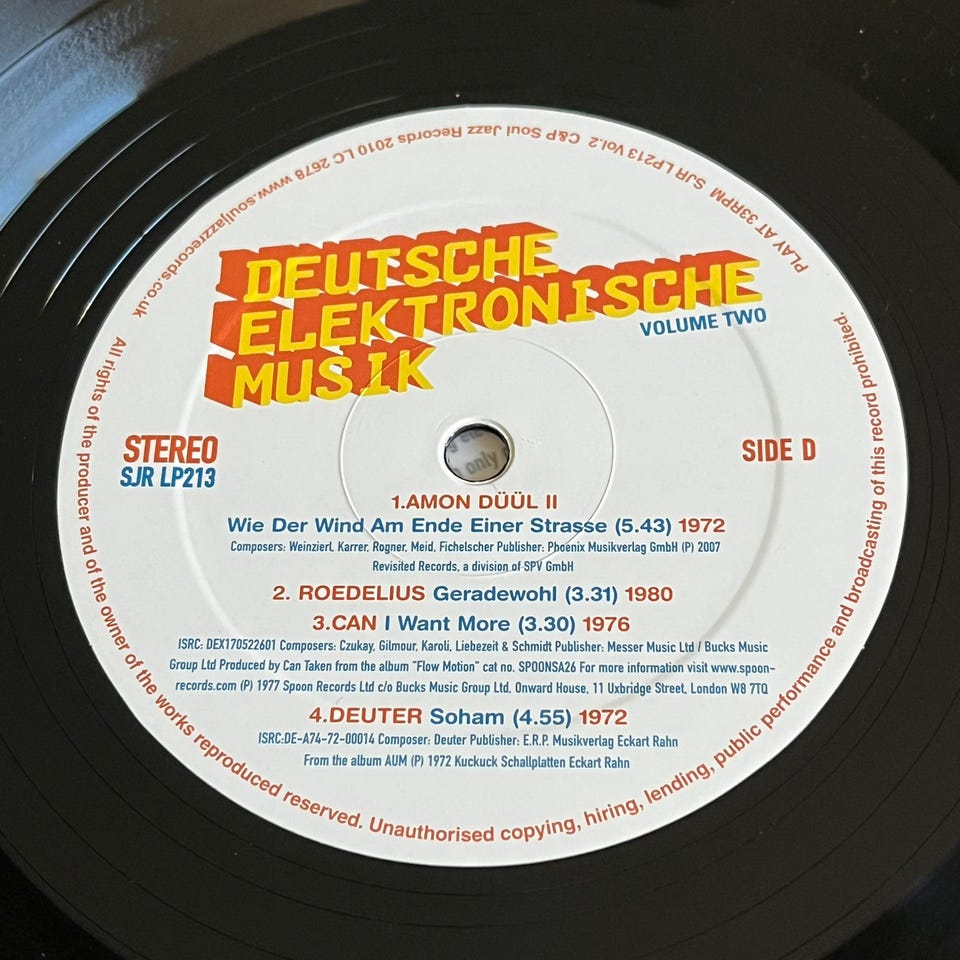 DEUTSCHE
ELEKTRONISCHE
MUSIK
VOLUME TWO
STEREO
SJR LP213
SIDE D
only
1.AMON DÜÜL II
Wie Der Wind Am Ende Einer Strasse (5.43) 1972
Composers: Weinzierl, Karrer, Rogner, Meid, Fichelscher Publisher: Phoenix Musikverlag GmbH (P) 2007
Revisited Records, a division of SPV GmbH
2. ROEDELIUS Geradewohl (3.31) 1980
3.CAN I Want More (3.30) 1976
ISRC: DEX170522601 Composers: Czukay, Gilmour, Karoli, Liebezeit & Schmidt Publisher: Messer Music Ltd / Bucks Music
Group Ltd Produced by Can Taken from the album "Flow Motion" cat no. SPOONSA26 For more information visit www.spoon-
records.com (P) 1977 Spoon Records Ltd c/o Bucks Music Group Ltd, Onward House, 11 Uxbridge Street, London W8 7TQ
4.DEUTER Soham (4.55) 1972
ISRC:DE-A74-72-00014 Composer: Deuter Publisher: E.R.P. Musikverlag Eckart Rahn
From the album AUM (P) 1972 Kuckuck Schallplatten Eckart Rahn
All rights of the producer and of the owner of the works reproduced reserved. Unauthorised copying, hiring, lending, public performance and broadcasting of this record prohibited.
PLAY AT 33RPM SJR LP213 Vol.2 C&P Soul Jazz Records 2010 LC 2678 www.souljazzrecords.co.uk